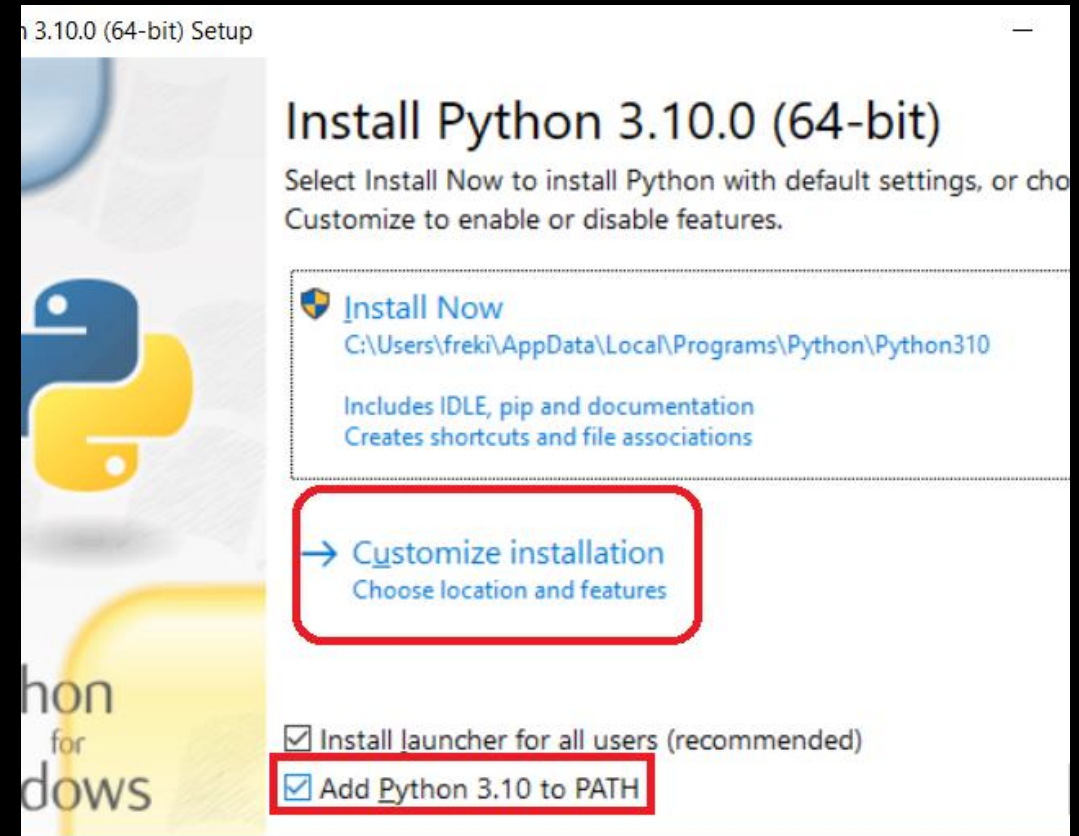 3.10.0 (64-bit) Setup
Install Python 3.10.0 (64-bit)
Select Install Now to install Python with default settings, or cho
Customize to enable or disable features.
Install Now
C:\Users\freki\AppData\Local\Programs\Python\Python310
Includes IDLE, pip and documentation
Creates shortcuts and file associations
Customize installation
Choose location and features
hon
for
dows
Install launcher for all users (recommended)
Add Python 3.10 to PATH